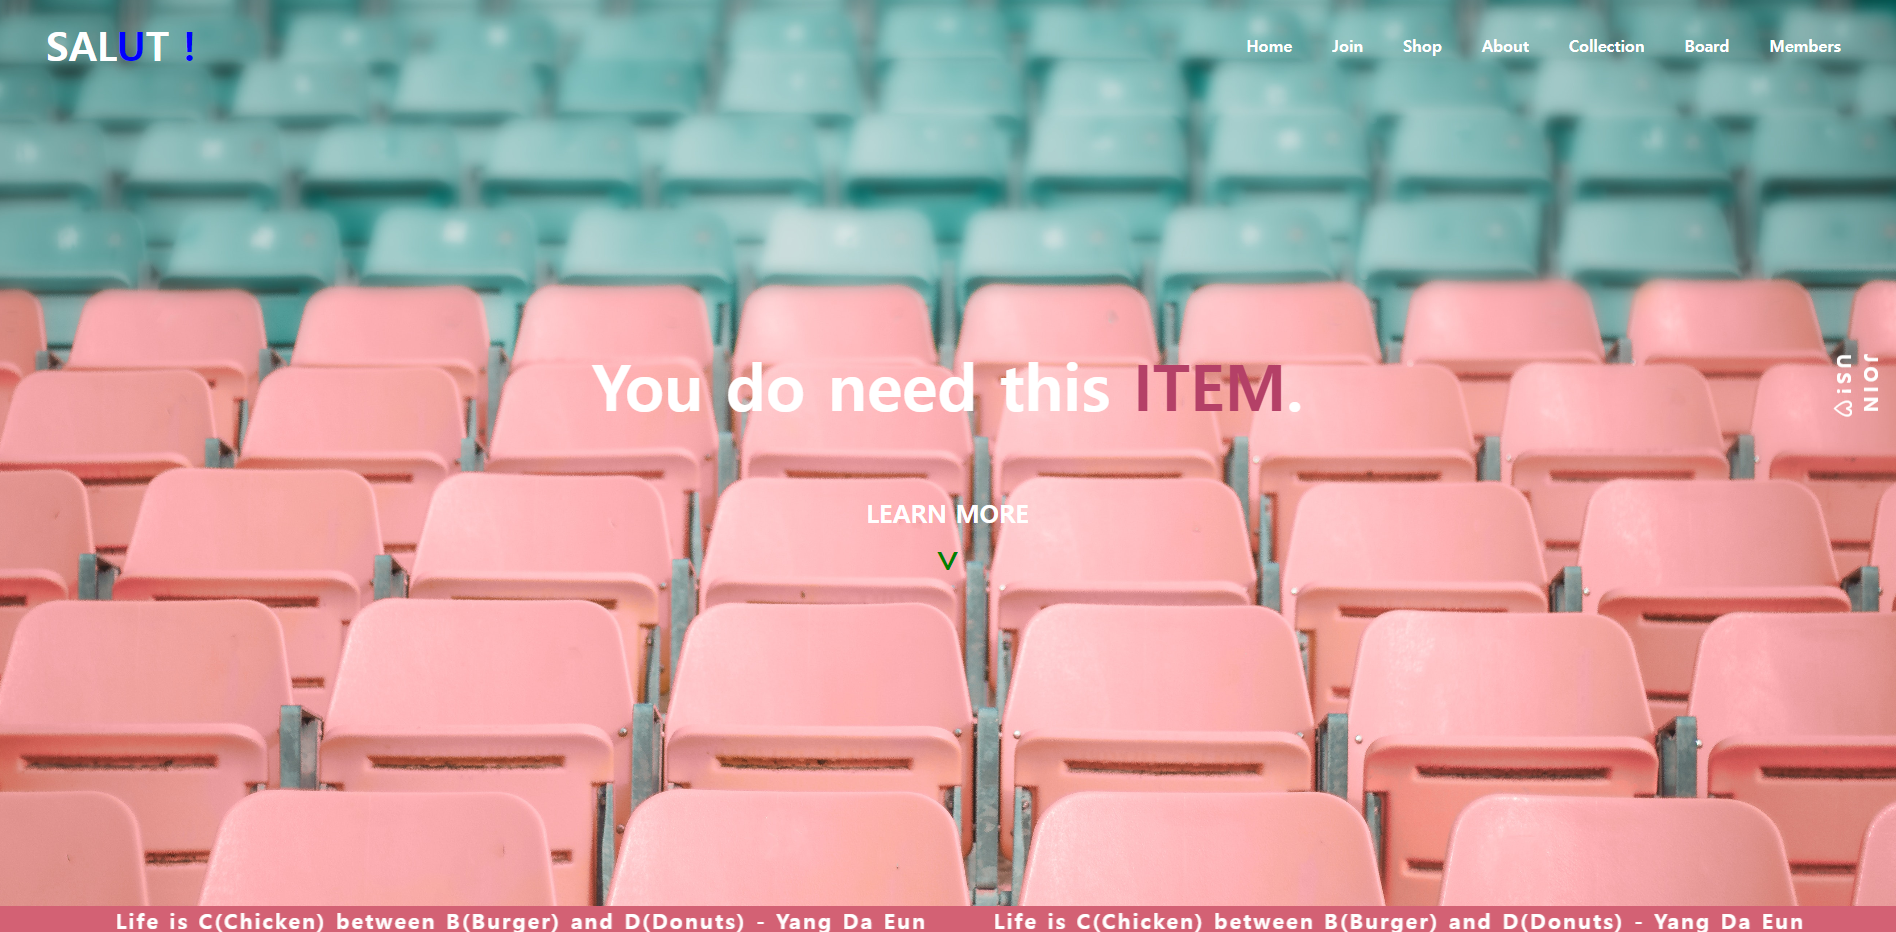 SALUT !
Home Join Shop About Collection Board Members
You do need this ITEM.
JOIN
USi♡
LEARN MORE
V
Life is C(Chicken) between B(Burger) and D(Donuts) - Yang Da Eun Life is C(Chicken) between B(Burger) and D(Donuts) - Yang Da Eun